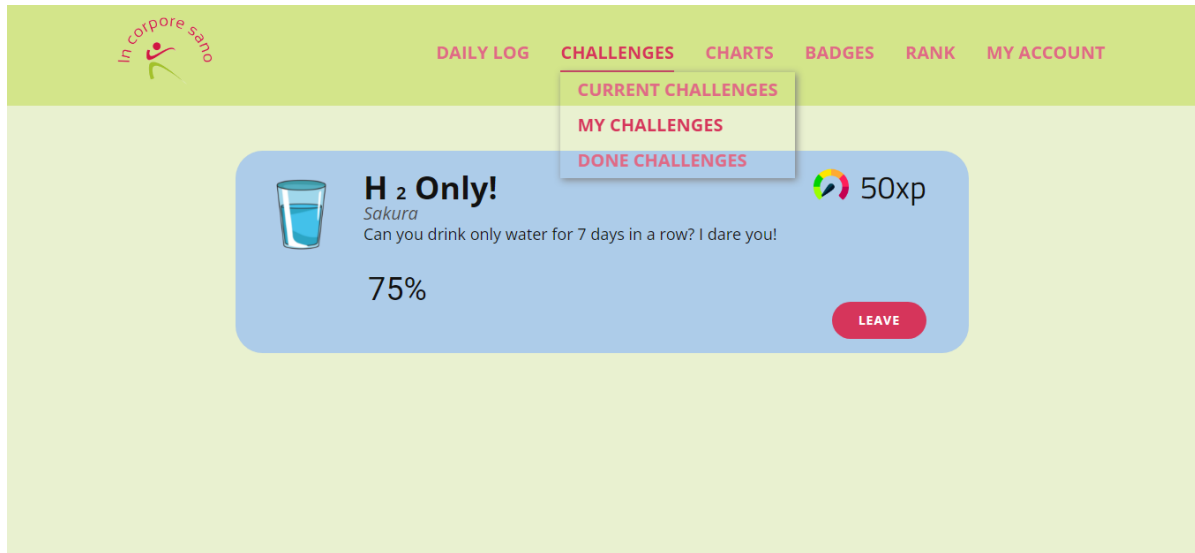 In corpore sano
DAILY LOG CHALLENGES CHARTS BADGES RANK MY ACCOUNT
CURRENT CHALLENGES
MY CHALLENGES
DONE CHALLENGES
H 2 Only!
50xp
Sakura
Can you drink only water for 7 days in a row? I dare you!
75%
LEAVE